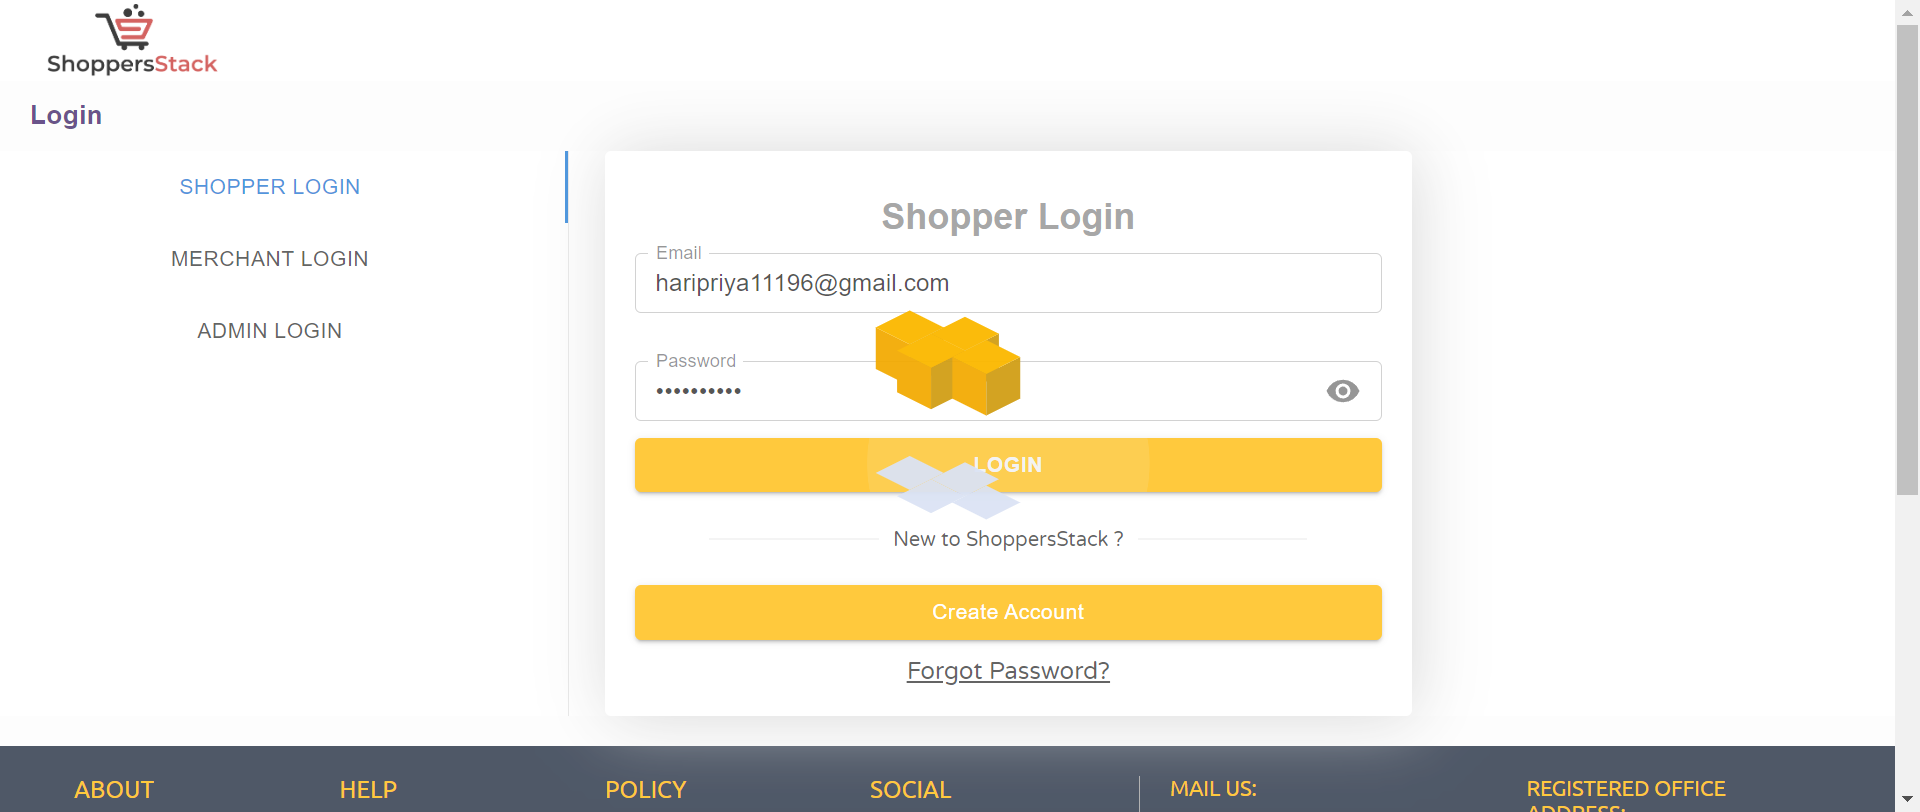 ShoppersStack
Login
SHOPPER LOGIN
MERCHANT LOGIN
ADMIN LOGIN
Shopper Login
Email
haripriya11196@gmail.com
Password
••••••••••
LOGIN
New to ShoppersStack ?
Create Account
Forgot Password?
ABOUT
HELP
POLICY
SOCIAL
MAIL US:
REGISTERED OFFICE
ADDRESS: